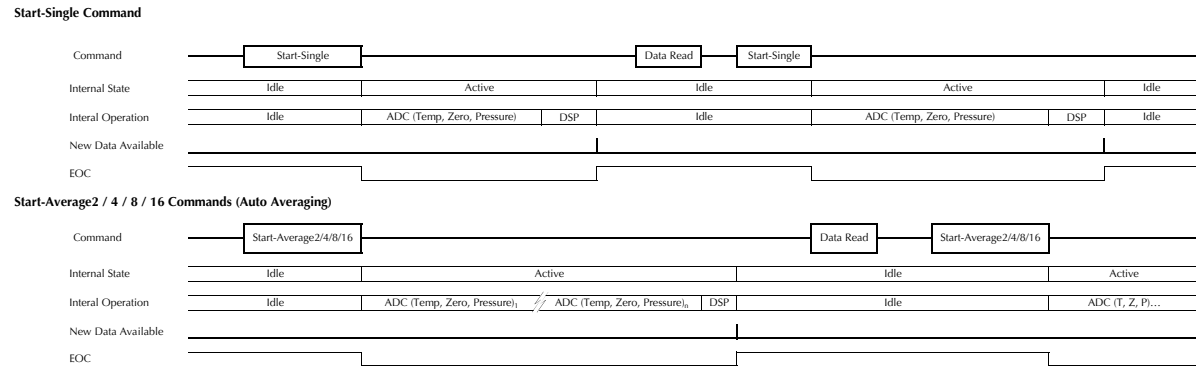 Start-Single Command
Command Start-Single Data Read Start-Single
Internal State Idle Active Idle Active Idle
Interal Operation Idle ADC (Temp, Zero, Pressure) DSP Idle ADC (Temp, Zero, Pressure) DSP Idle
New Data Available
EOC
Start-Average2 / 4 / 8 / 16 Commands (Auto Averaging)
Command Start-Average2/4/8/16 Data Read Start-Average2/4/8/16
Internal State Idle Active Idle Active
Interal Operation Idle ADC (Temp, Zero, Pressure)₁ ADC (Temp, Zero, Pressure)ₙ DSP Idle ADC (T, Z, P)...
New Data Available
EOC